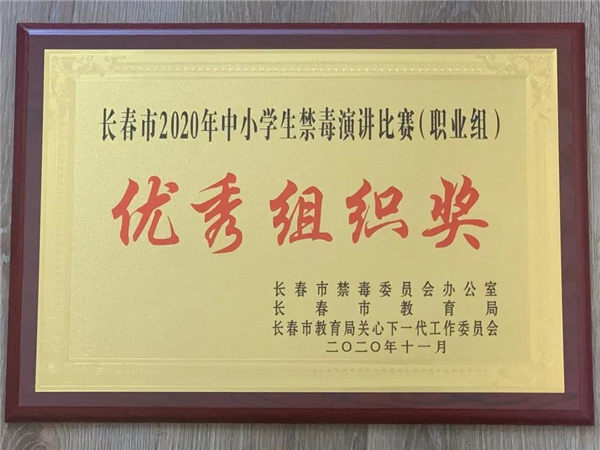 长春市2020年中小学生禁毒演讲比赛(职业组)
优秀组织奖
长春市禁毒委员会办公室
长春市教育局
长春市教育局关心下一代工作委员会
二〇二〇年十一月